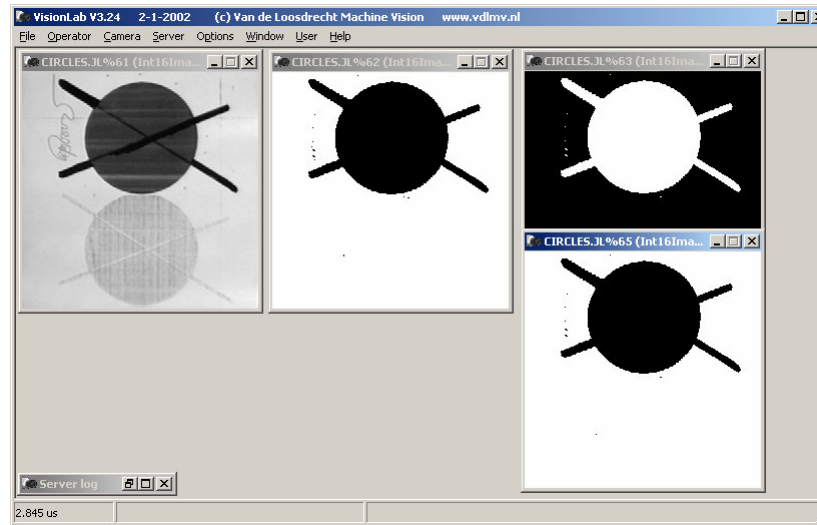 VisionLab V3.24 2-1-2002 (c) Van de Loosdrecht Machine Vision www.vdlmv.nl
File Operator Camera Server Options Window User Help
CIRCLES.JL%61 (Int16Ima...
CIRCLES.JL%62 (Int16Ima...
CIRCLES.JL%63 (Int16Ima...
CIRCLES.JL%65 (Int16Ima...
Server log
2.845 us